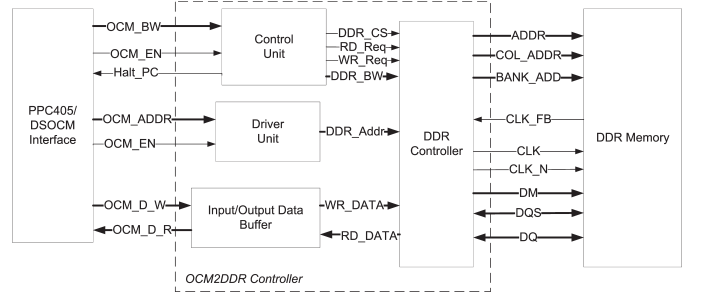 PPC405/
DSOCM
Interface
OCM_BW
OCM_EN
Halt_PC
OCM_ADDR
OCM_EN
OCM_D_W
OCM_D_R
Control
Unit
Driver
Unit
Input/Output Data
Buffer
OCM2DDR Controller
DDR_CS
RD_Req
WR_Req
DDR_BW
DDR_Addr
WR_DATA
RD_DATA
DDR
Controller
ADDR
COL_ADDR
BANK_ADD
CLK_FB
CLK
CLK_N
DM
DQS
DQ
DDR Memory